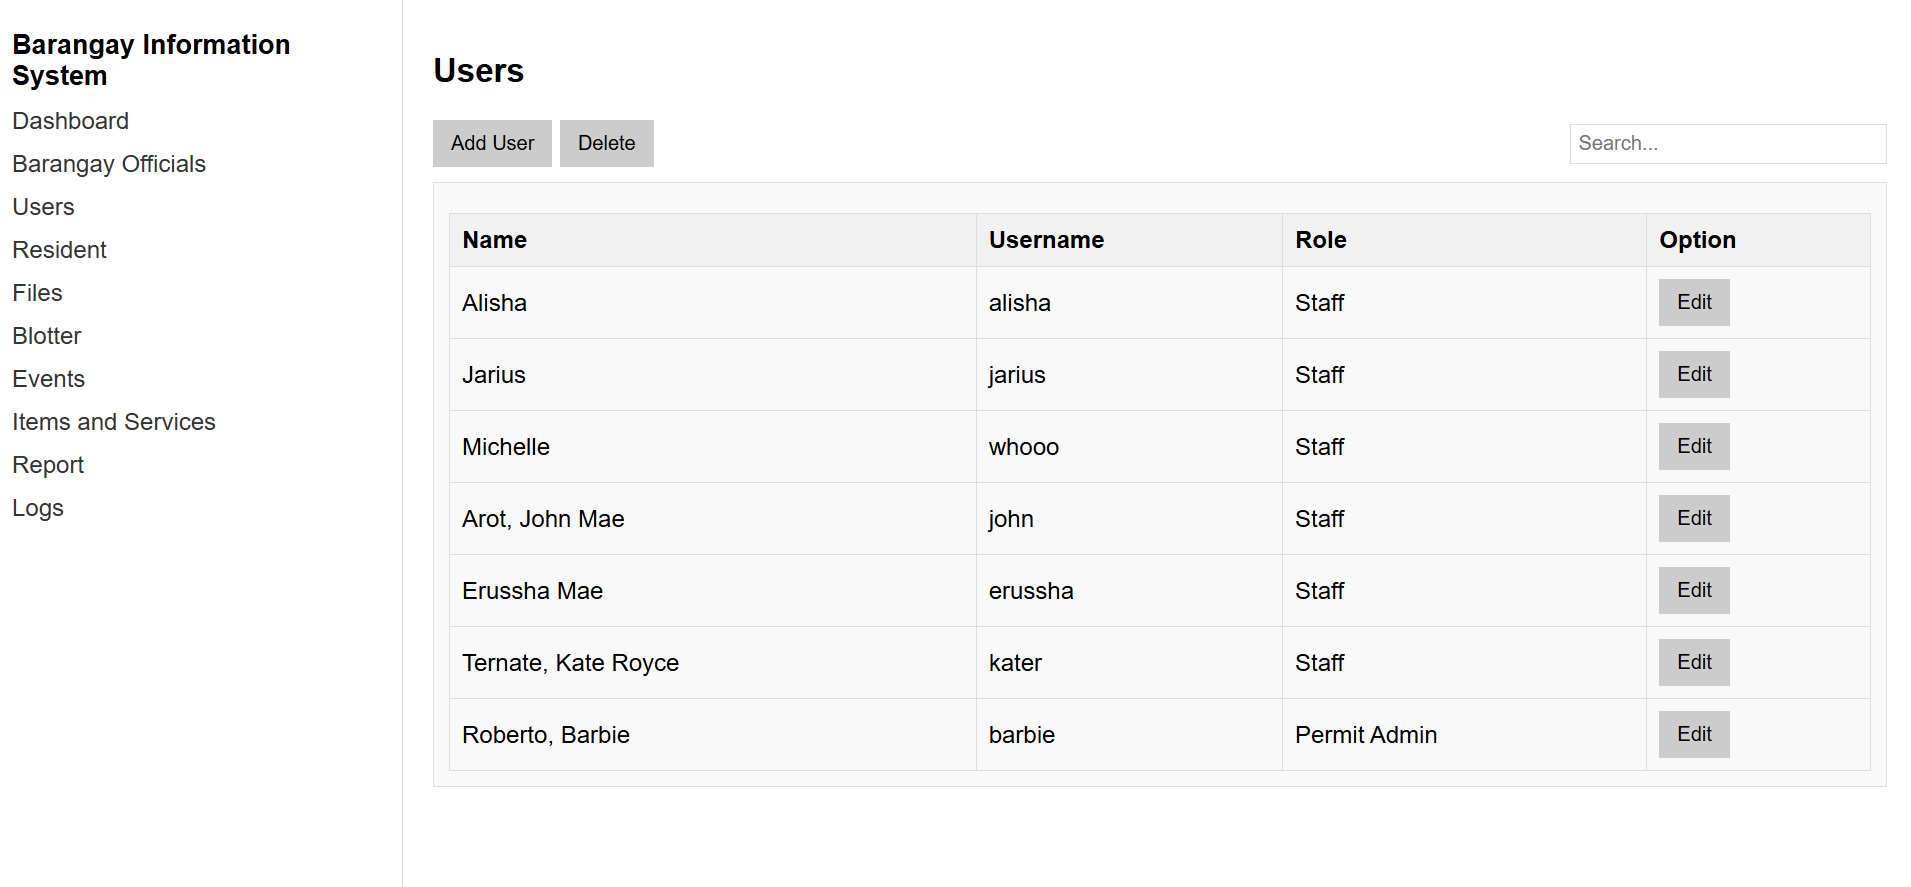 Barangay Information
System
Dashboard
Barangay Officials
Users
Resident
Files
Blotter
Events
Items and Services
Report
Logs
Users
Add User Delete Search...
Name Username Role Option
Alisha alisha Staff Edit
Jarius jarius Staff Edit
Michelle whooo Staff Edit
Arot, John Mae john Staff Edit
Erussha Mae erussha Staff Edit
Ternate, Kate Royce kater Staff Edit
Roberto, Barbie barbie Permit Admin Edit